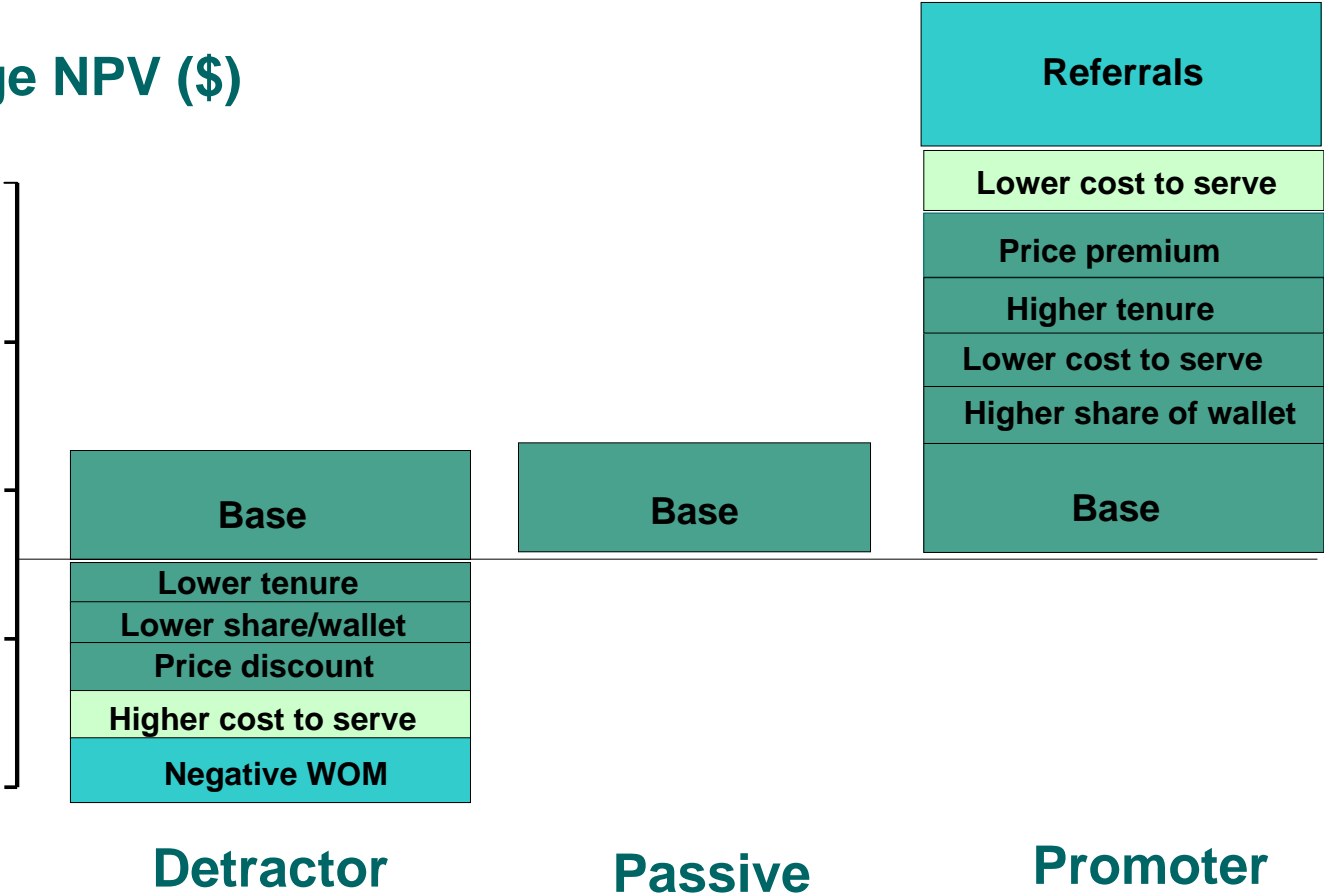 ge NPV ($)
Referrals
Lower cost to serve
Price premium
Higher tenure
Lower cost to serve
Higher share of wallet
Base
Base
Base
Lower tenure
Lower share/wallet
Price discount
Higher cost to serve
Negative WOM
Detractor
Passive
Promoter